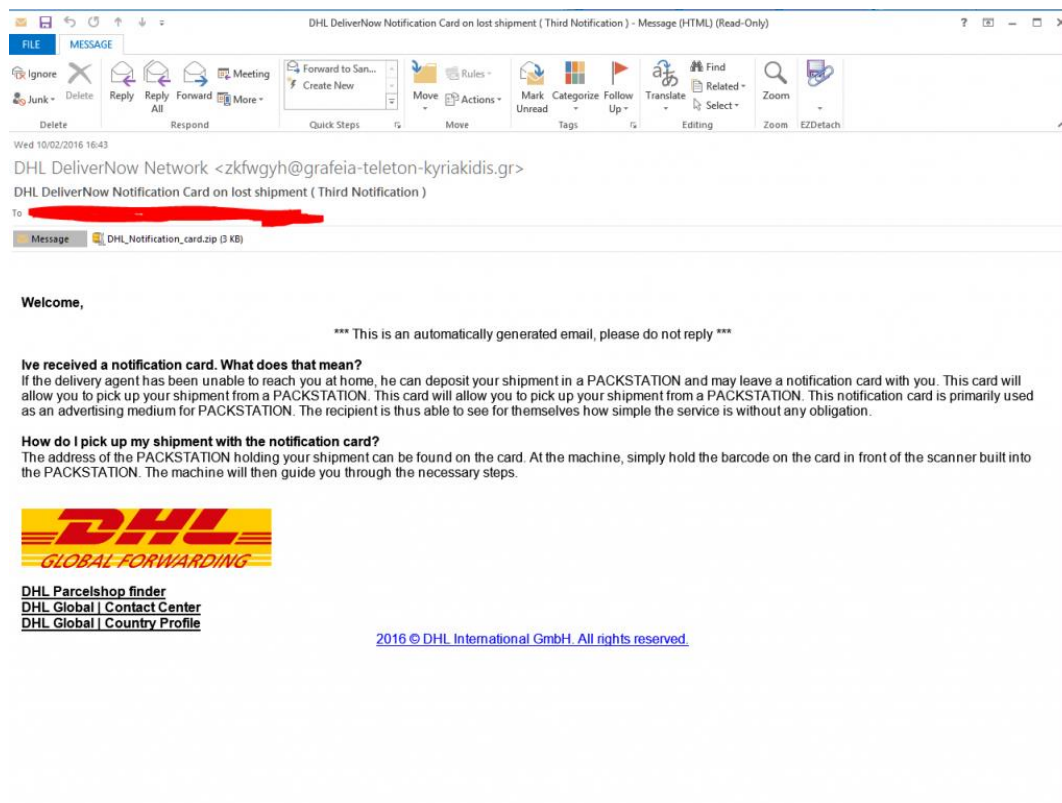 DHL DeliverNow Notification Card on lost shipment ( Third Notification ) - Message (HTML) (Read-Only)
FILE MESSAGE
Ignore
Junk
Delete
Reply
Reply All
Forward
Meeting
More
Forward to San...
Create New
Move
Rules
Actions
Mark Unread
Categorize
Follow Up
Translate
Find
Related
Select
Zoom
Delete Respond Quick Steps Move Tags Editing Zoom EZDetach
Wed 10/02/2016 16:43
DHL DeliverNow Network <zkfwgyh@grafeia-teleton-kyriakidis.gr>
DHL DeliverNow Notification Card on lost shipment ( Third Notification )
To
Message DHL_Notification_card.zip (3 KB)
Welcome,
*** This is an automatically generated email, please do not reply ***
Ive received a notification card. What does that mean?
If the delivery agent has been unable to reach you at home, he can deposit your shipment in a PACKSTATION and may leave a notification card with you. This card will
allow you to pick up your shipment from a PACKSTATION. This card will allow you to pick up your shipment from a PACKSTATION. This notification card is primarily used
as an advertising medium for PACKSTATION. The recipient is thus able to see for themselves how simple the service is without any obligation.
How do I pick up my shipment with the notification card?
The address of the PACKSTATION holding your shipment can be found on the card. At the machine, simply hold the barcode on the card in front of the scanner built into
the PACKSTATION. The machine will then guide you through the necessary steps.
DHL
GLOBAL FORWARDING
DHL Parcelshop finder
DHL Global | Contact Center
DHL Global | Country Profile
2016 © DHL International GmbH. All rights reserved.